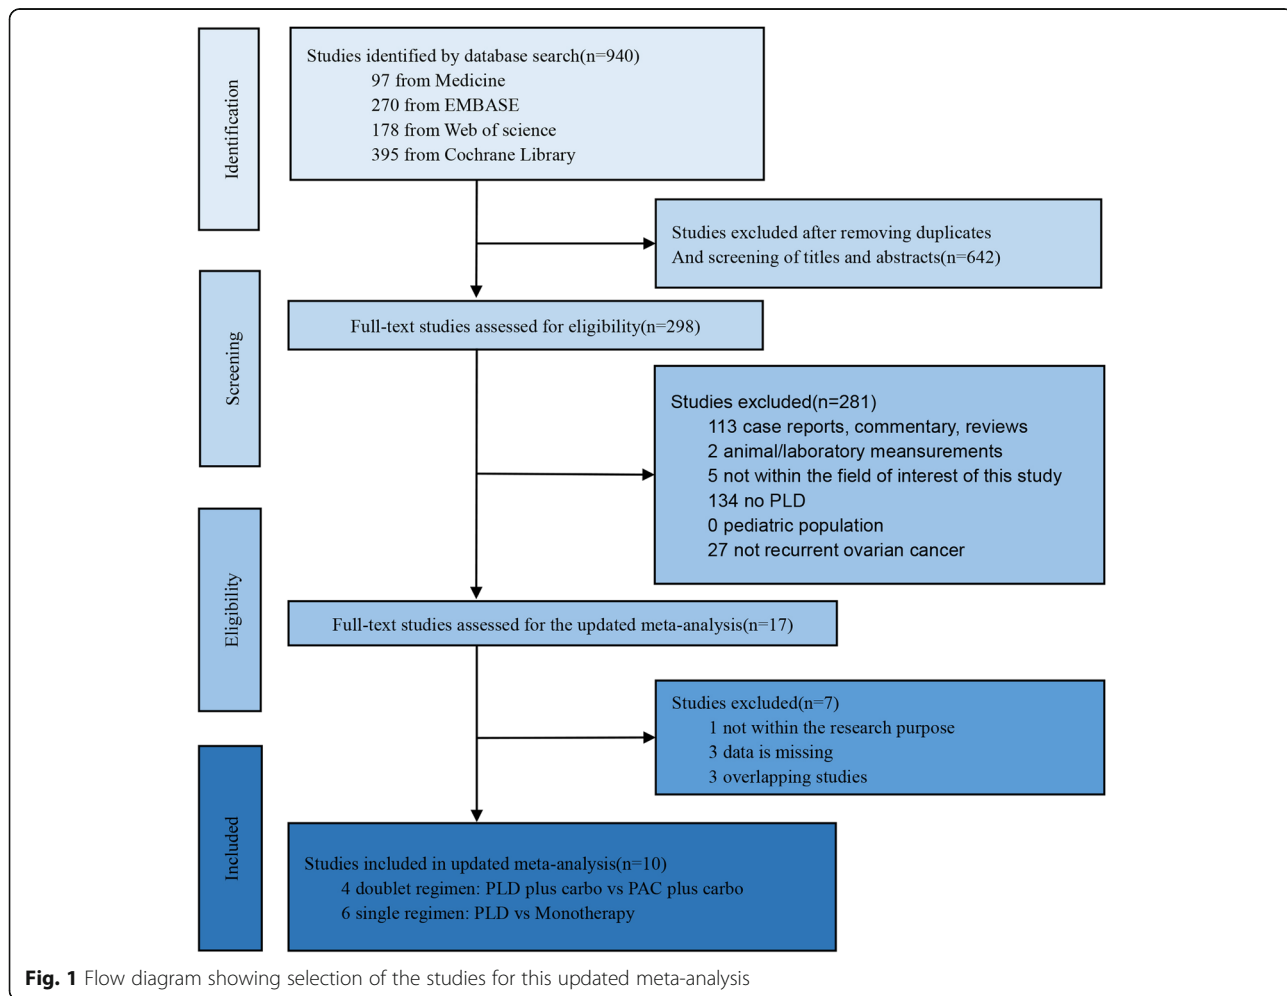 Identification
Studies identified by database search(n=940)
97 from Medicine
270 from EMBASE
178 from Web of science
395 from Cochrane Library
Studies excluded after removing duplicates
And screening of titles and abstracts(n=642)
Screening
Full-text studies assessed for eligibility(n=298)
Studies excluded(n=281)
113 case reports, commentary, reviews
2 animal/laboratory meansurements
5 not within the field of interest of this study
134 no PLD
0 pediatric population
27 not recurrent ovarian cancer
Eligibility
Full-text studies assessed for the updated meta-analysis(n=17)
Studies excluded(n=7)
1 not within the research purpose
3 data is missing
3 overlapping studies
Included
Studies included in updated meta-analysis(n=10)
4 doublet regimen: PLD plus carbo vs PAC plus carbo
6 single regimen: PLD vs Monotherapy
Fig. 1 Flow diagram showing selection of the studies for this updated meta-analysis